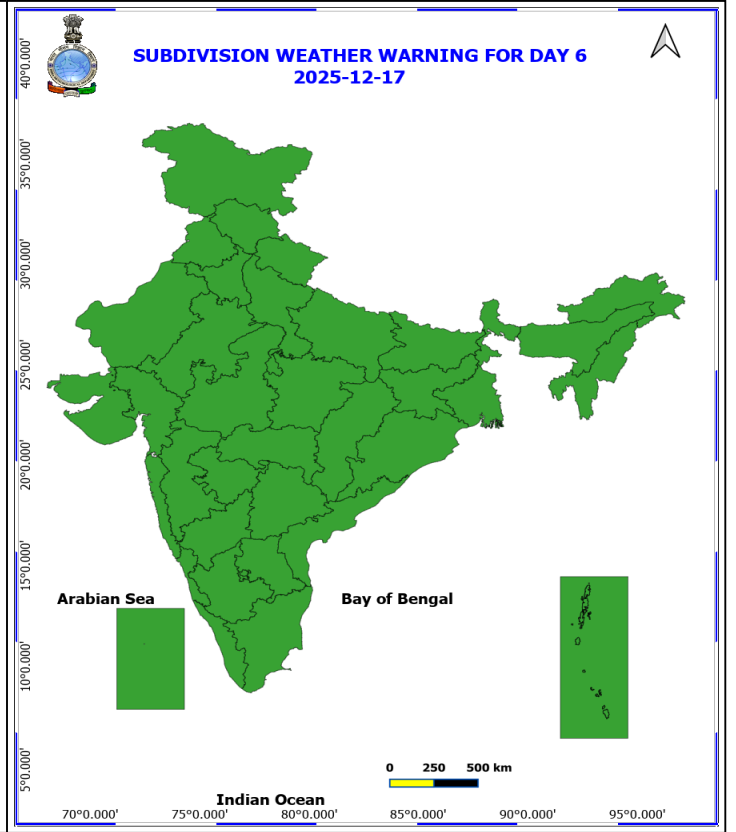 SUBDIVISION WEATHER WARNING FOR DAY 6
2025-12-17
40°0.000'
35°0.000'
30°0.000'
25°0.000'
20°0.000'
15°0.000'
10°0.000'
5°0.000'
Arabian Sea
Bay of Bengal
0 250 500 km
Indian Ocean
70°0.000' 75°0.000' 80°0.000' 85°0.000' 90°0.000' 95°0.000'